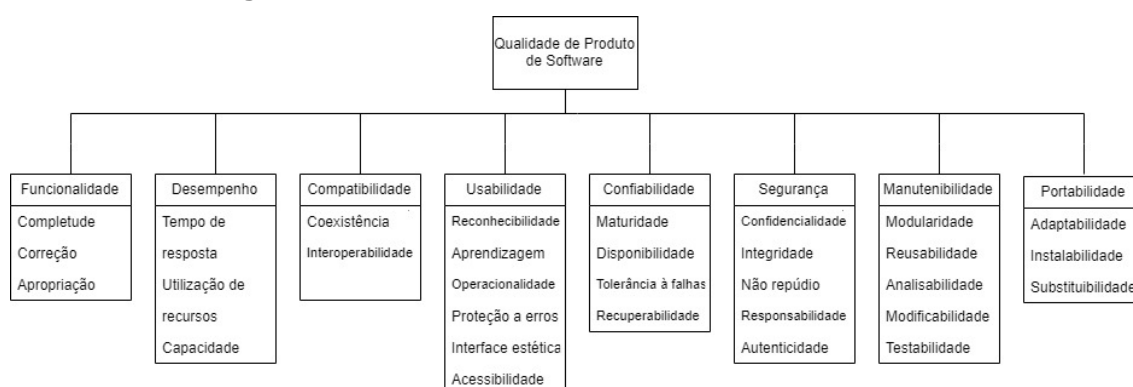 Qualidade de Produto
de Software
Funcionalidade
Completude
Correção
Apropriação
Desempenho
Tempo de
resposta
Utilização de
recursos
Capacidade
Compatibilidade
Coexistência
Interoperabilidade
Usabilidade
Reconhecibilidade
Aprendizagem
Operacionalidade
Proteção a erros
Interface estética
Acessibilidade
Confiabilidade
Maturidade
Disponibilidade
Tolerância à falhas
Recuperabilidade
Segurança
Confidencialidade
Integridade
Não repúdio
Responsabilidade
Autenticidade
Manutenibilidade
Modularidade
Reusabilidade
Analisabilidade
Modificabilidade
Testabilidade
Portabilidade
Adaptabilidade
Instalabilidade
Substituibilidade